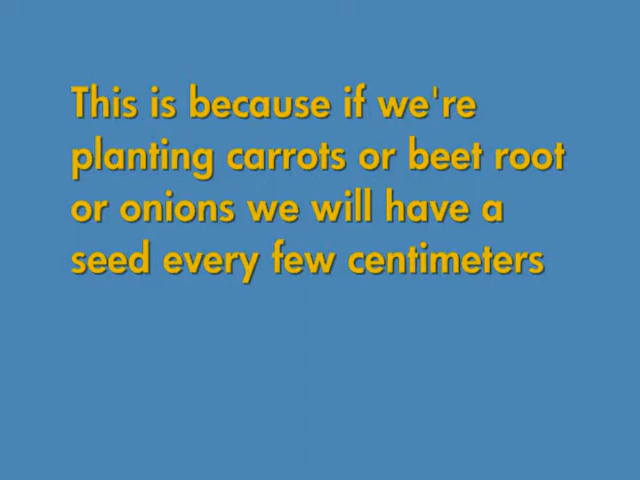 This is because if we're
planting carrots or beet root
or onions we will have a
seed every few centimeters